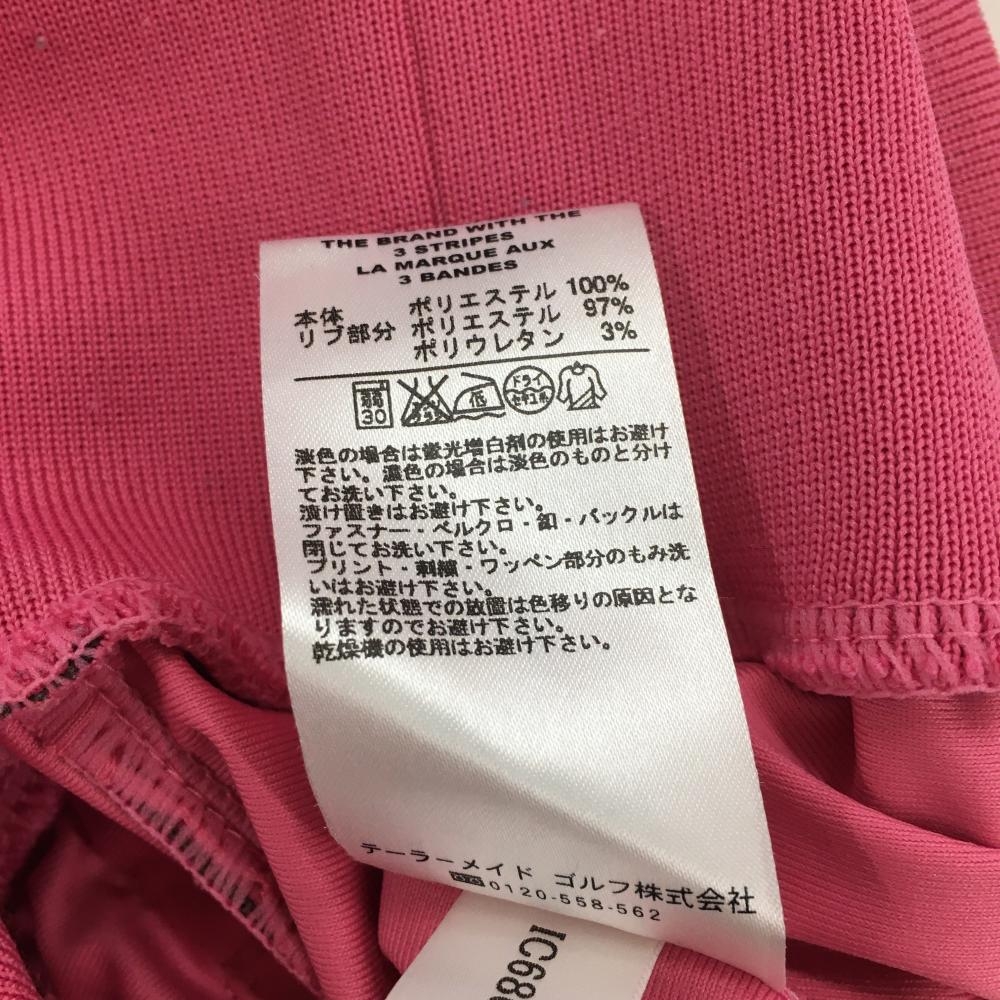 THE BRAND WITH THE
3 STRIPES
LA MARQUE AUX
3 BANDES
本体 ポリエステル 100%
リブ部分 ポリエステル 97%
ポリウレタン 3%
弱 30 低 ドライ セキユ系
淡色の場合は蛍光増白剤の使用はお避け
下さい。濃色の場合は淡色のものと分け
てお洗い下さい。
漬け置きはお避け下さい。
ファスナー・ベルクロ・釦・バックルは
閉じてお洗い下さい。
プリント・刺繍・ワッペン部分のもみ洗
いはお避け下さい。
濡れた状態での放置は色移りの原因とな
りますのでお避け下さい。
乾燥機の使用はお避け下さい。
テーラーメイド ゴルフ株式会社
0120-558-562